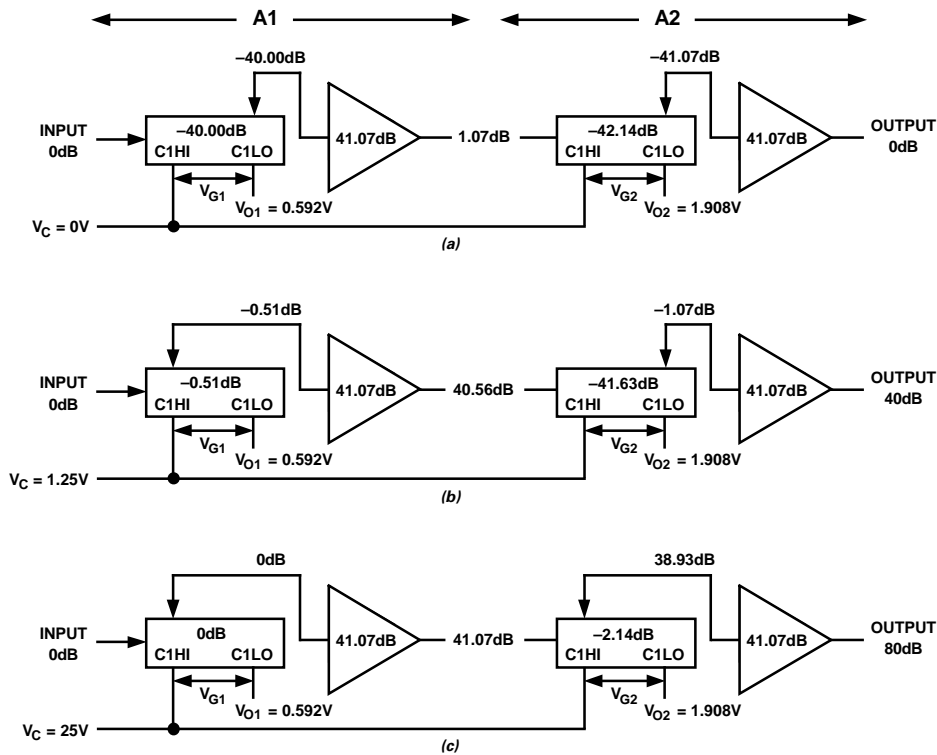 A1 A2
–40.00dB –41.07dB
INPUT 0dB
–40.00dB
C1HI C1LO
41.07dB
1.07dB
–42.14dB
C1HI C1LO
41.07dB
OUTPUT 0dB
VG1
VO1 = 0.592V
VG2
VO2 = 1.908V
VC = 0V
(a)
–0.51dB –1.07dB
INPUT 0dB
–0.51dB
C1HI C1LO
41.07dB
40.56dB
–41.63dB
C1HI C1LO
41.07dB
OUTPUT 40dB
VG1
VO1 = 0.592V
VG2
VO2 = 1.908V
VC = 1.25V
(b)
0dB 38.93dB
INPUT 0dB
0dB
C1HI C1LO
41.07dB
41.07dB
–2.14dB
C1HI C1LO
41.07dB
OUTPUT 80dB
VG1
VO1 = 0.592V
VG2
VO2 = 1.908V
VC = 25V
(c)